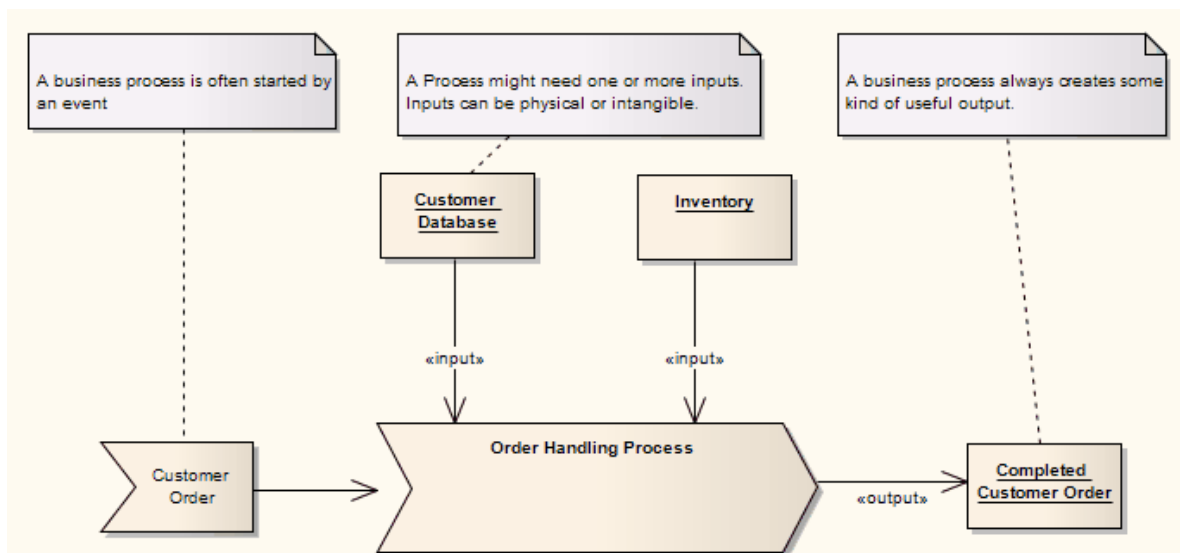 A business process is often started by
an event
A Process might need one or more inputs.
Inputs can be physical or intangible.
A business process always creates some
kind of useful output.
Customer
Database
Inventory
«input»
«input»
Order Handling Process
Customer
Order
«output»
Completed
Customer Order